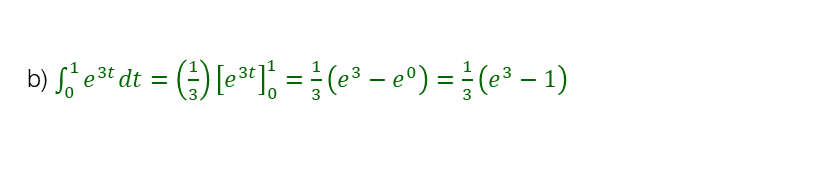 b) ∫₀¹ e³ᵗ dt = (1/3) [e³ᵗ]₀¹ = 1/3 (e³ − e⁰) = 1/3 (e³ − 1)